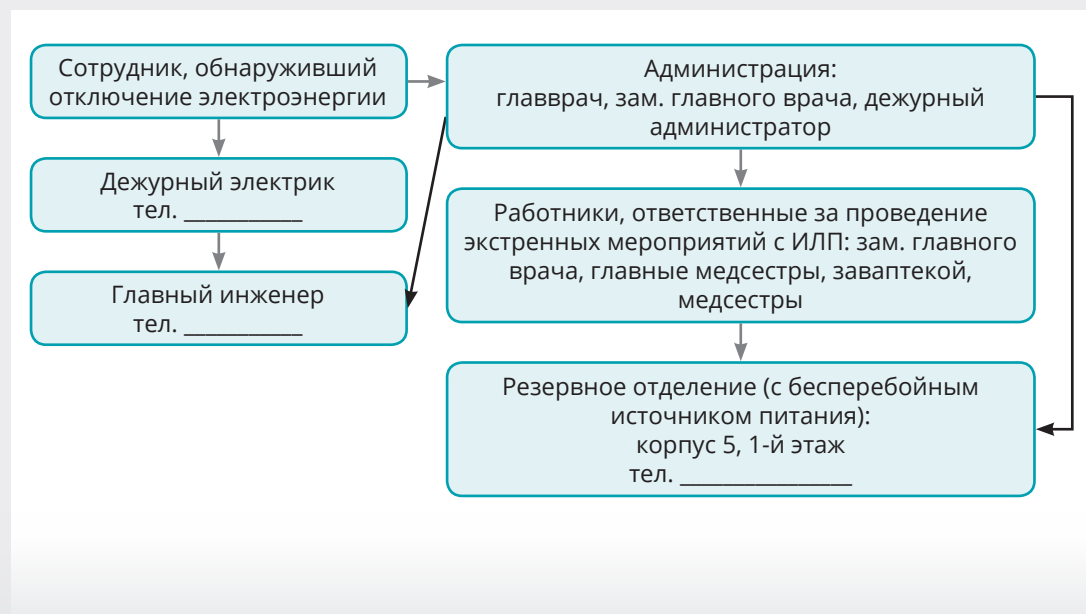 Сотрудник, обнаруживший
отключение электроэнергии
Дежурный электрик
тел. ___________
Главный инженер
тел. ___________
Администрация:
главврач, зам. главного врача, дежурный
администратор
Работники, ответственные за проведение
экстренных мероприятий с ИЛП: зам. главного
врача, главные медсестры, заваптекой,
медсестры
Резервное отделение (с бесперебойным
источником питания):
корпус 5, 1-й этаж
тел. ________________